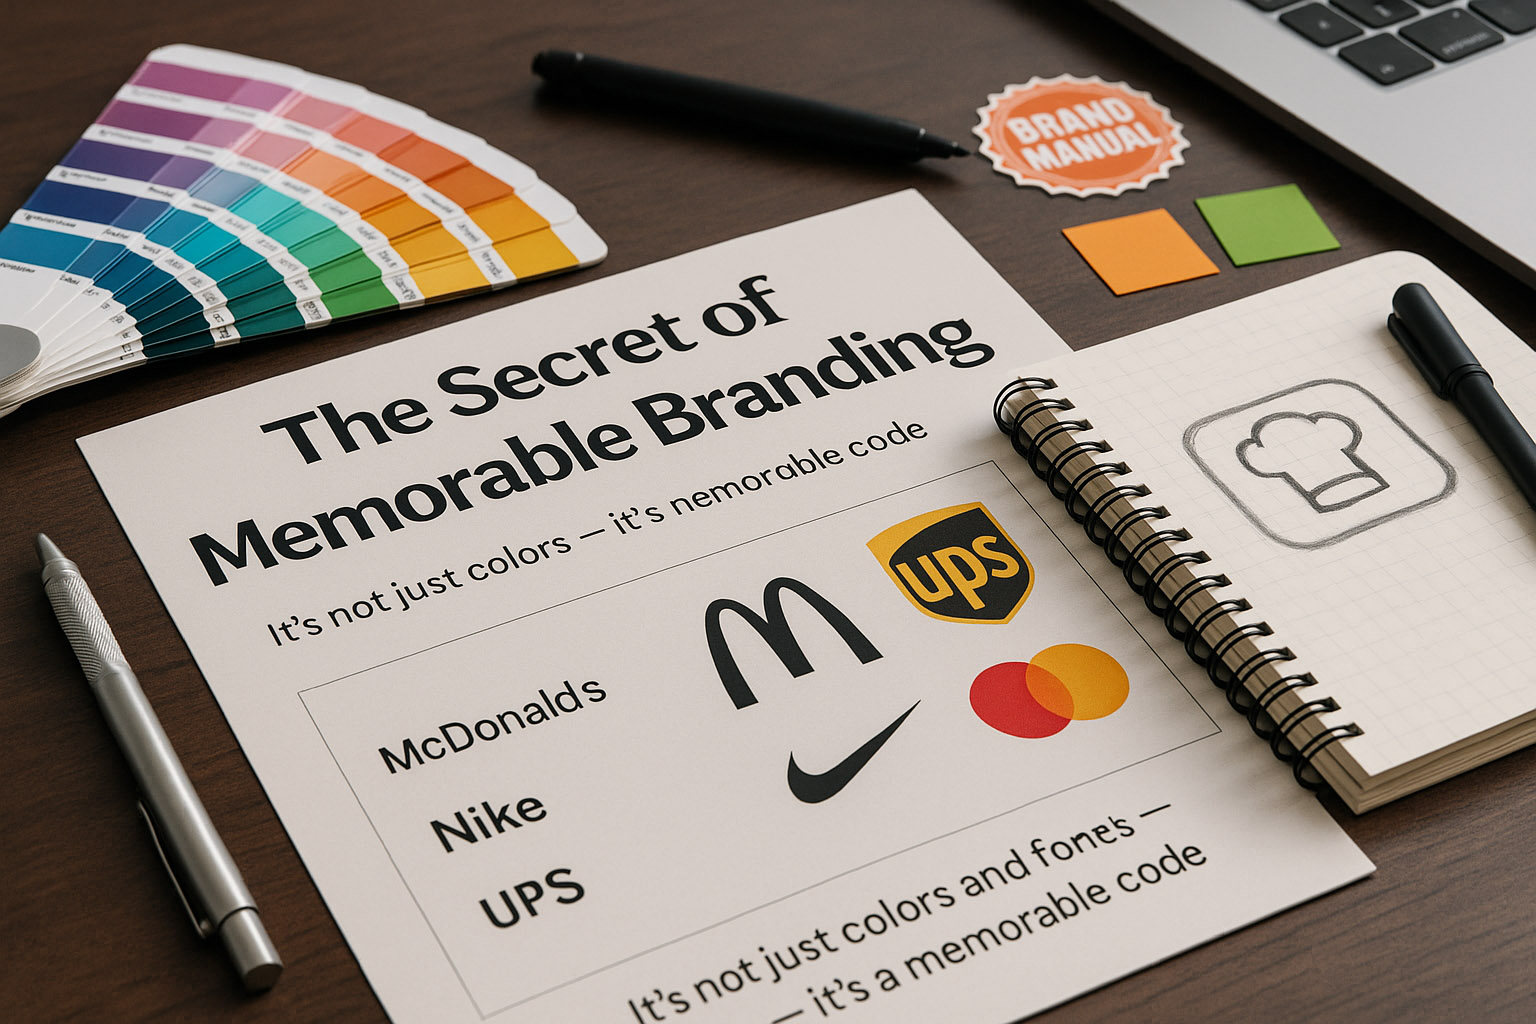 BRAND
MANUAL
The Secret of
Memorable Branding
It's not just colors – it's nemorable code
McDonalds
Nike
UPS
ups
It's not just colors and fones –
– it's a memorable code